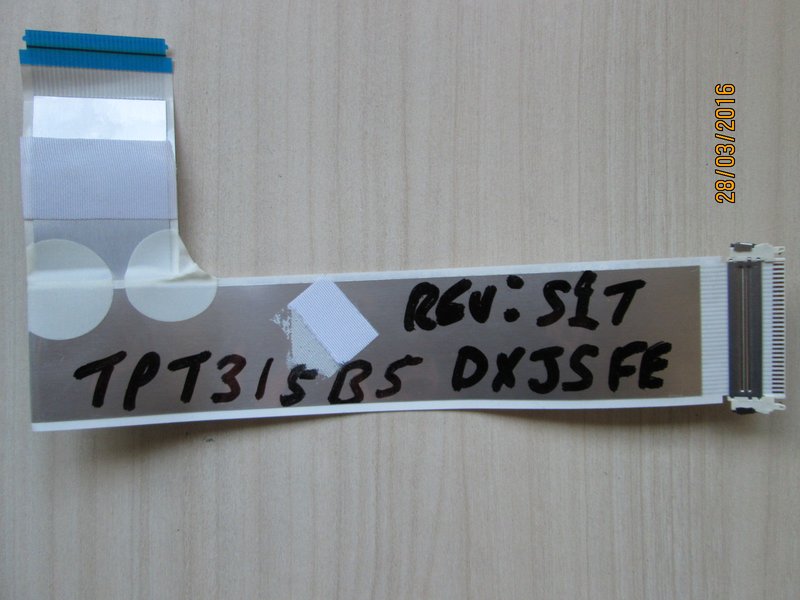 28/03/2016
REV: S1T
TPT315B5 DXJSFE